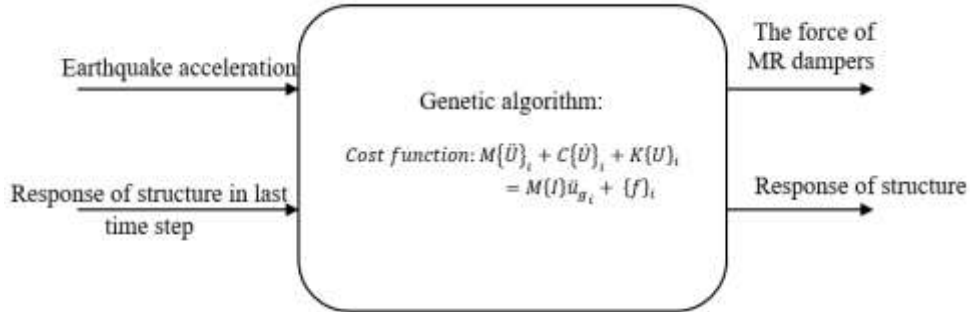 Earthquake acceleration
Response of structure in last
time step
Genetic algorithm:
Cost function: M{Ü}ᵢ + C{U̇}ᵢ + K{U}ᵢ
= M{I}ü_gᵢ + {f}ᵢ
The force of
MR dampers
Response of structure